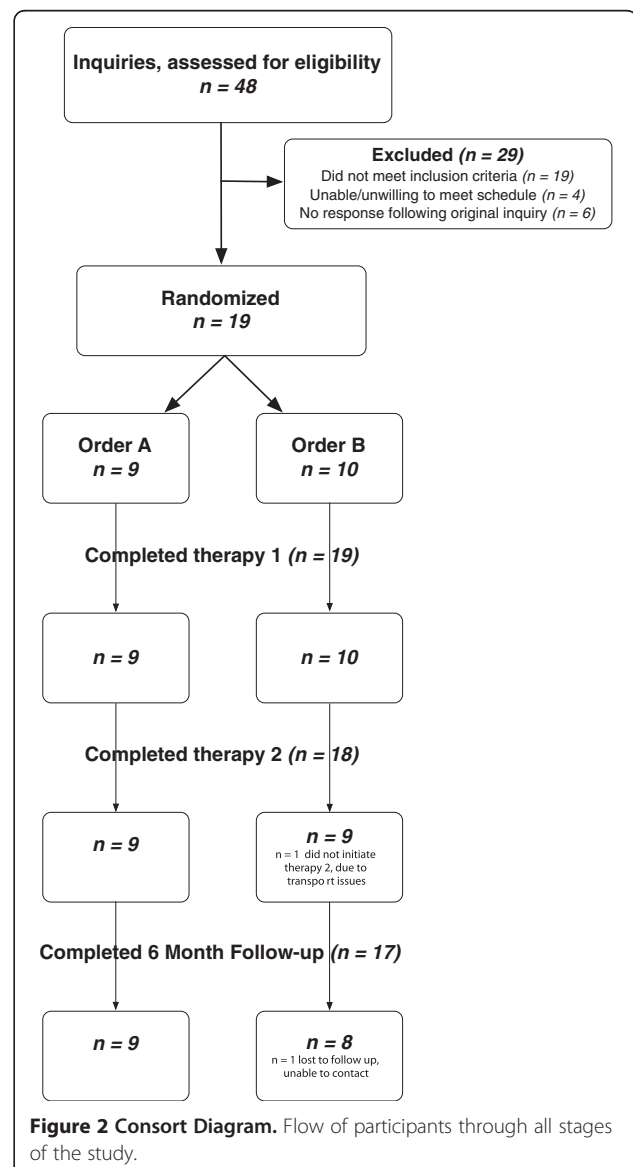 Inquiries, assessed for eligibility
n = 48
Excluded (n = 29)
Did not meet inclusion criteria (n = 19)
Unable/unwilling to meet schedule (n = 4)
No response following original inquiry (n = 6)
Randomized
n = 19
Order A
n = 9
Order B
n = 10
Completed therapy 1 (n = 19)
n = 9
n = 10
Completed therapy 2 (n = 18)
n = 9
n = 9
n = 1 did not initiate
therapy 2, due to
transpo rt issues
Completed 6 Month Follow-up (n = 17)
n = 9
n = 8
n = 1 lost to follow up,
unable to contact
Figure 2 Consort Diagram. Flow of participants through all stages
of the study.